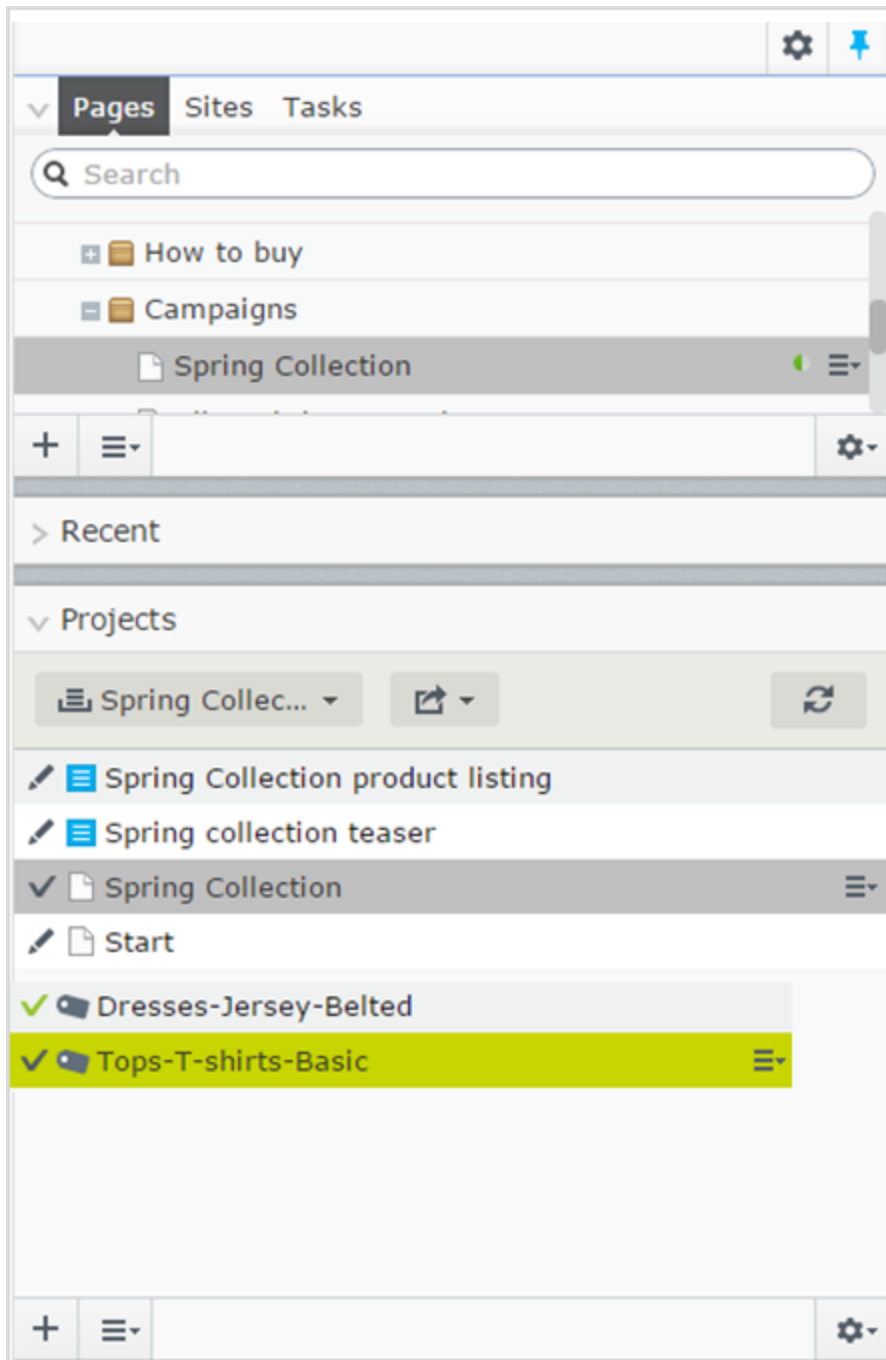 Pages Sites Tasks
Search
How to buy
Campaigns
Spring Collection
Recent
Projects
Spring Collec...
Spring Collection product listing
Spring collection teaser
Spring Collection
Start
Dresses-Jersey-Belted
Tops-T-shirts-Basic